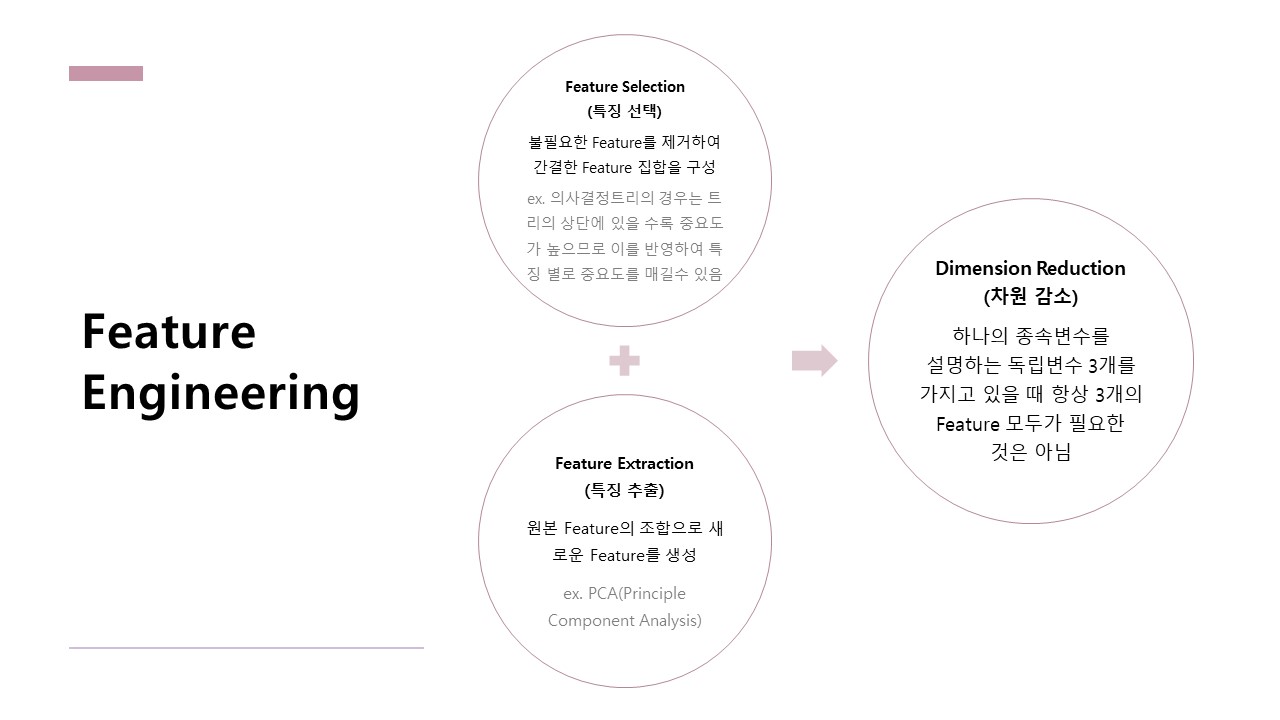 Feature
Engineering
Feature Selection
(특징 선택)
불필요한 Feature를 제거하여
간결한 Feature 집합을 구성
ex. 의사결정트리의 경우는 트
리의 상단에 있을 수록 중요도
가 높으므로 이를 반영하여 특
징 별로 중요도를 매길수 있음
Feature Extraction
(특징 추출)
원본 Feature의 조합으로 새
로운 Feature를 생성
ex. PCA(Principle
Component Analysis)
Dimension Reduction
(차원 감소)
하나의 종속변수를
설명하는 독립변수 3개를
가지고 있을 때 항상 3개의
Feature 모두가 필요한
것은 아님